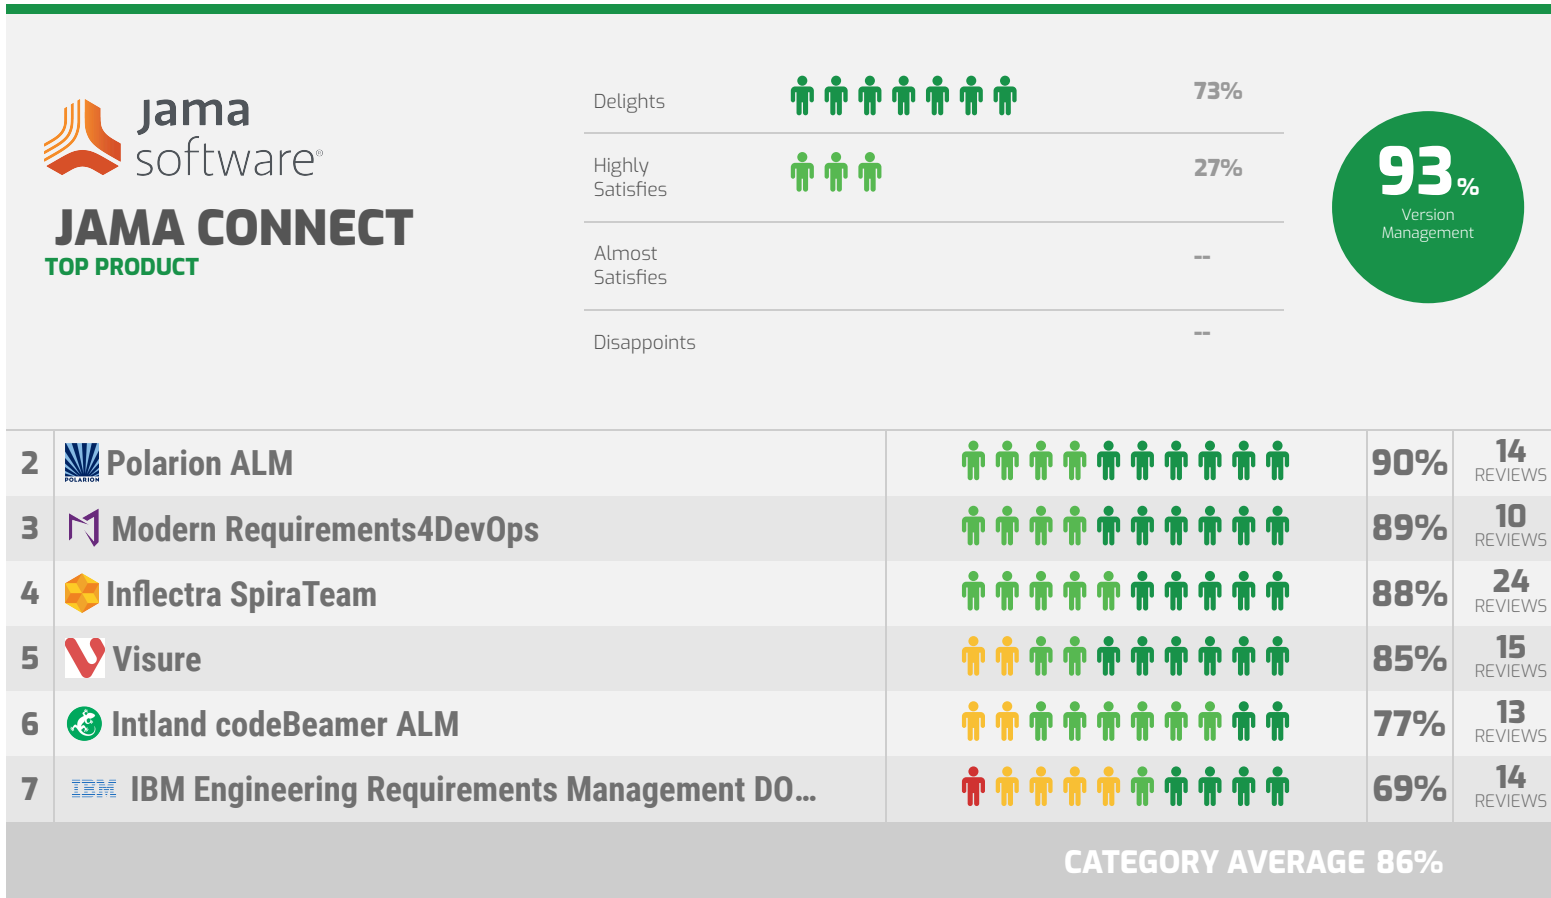 jama
software®
JAMA CONNECT
TOP PRODUCT
Delights 73%
Highly
Satisfies 27%
Almost
Satisfies --
Disappoints --
93%
Version
Management
2 POLARION Polarion ALM 90% 14 REVIEWS
3 Modern Requirements4DevOps 89% 10 REVIEWS
4 Inflectra SpiraTeam 88% 24 REVIEWS
5 Visure 85% 15 REVIEWS
6 Intland codeBeamer ALM 77% 13 REVIEWS
7 IBM IBM Engineering Requirements Management DO... 69% 14 REVIEWS
CATEGORY AVERAGE 86%